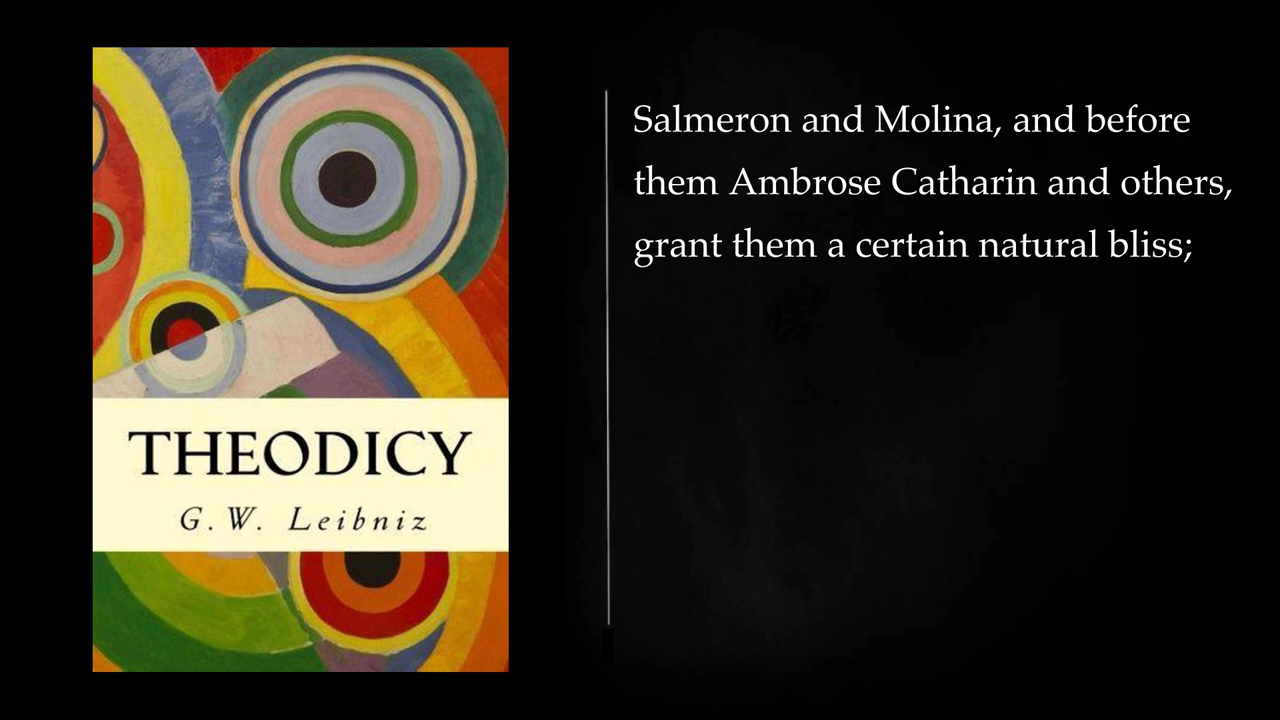 THEODICY
G. W. Leibniz
Salmeron and Molina, and before
them Ambrose Catharin and others,
grant them a certain natural bliss;